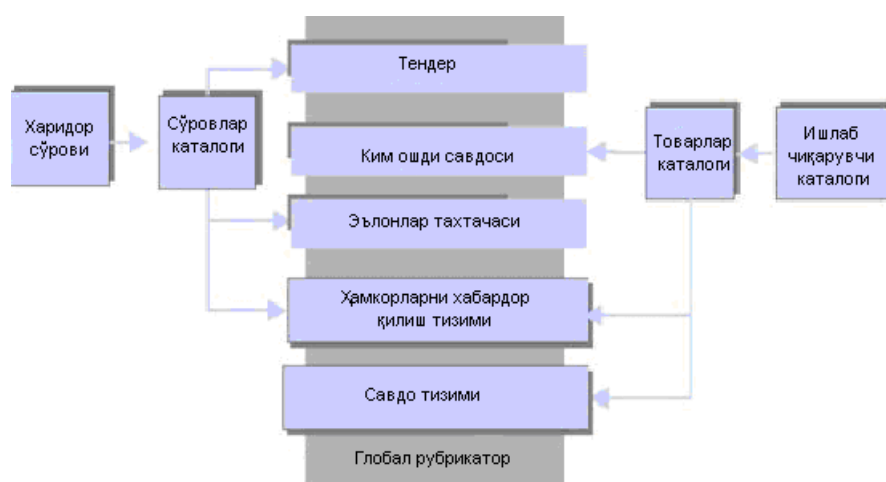 Тендер
Харидор
сўрови
Сўровлар
каталоги
Ким ошди савдоси
Товарлар
каталоги
Ишлаб
чиқарувчи
каталоги
Эълонлар тахтачаси
Ҳамкорларни хабардор
қилиш тизими
Савдо тизими
Глобал рубрикатор